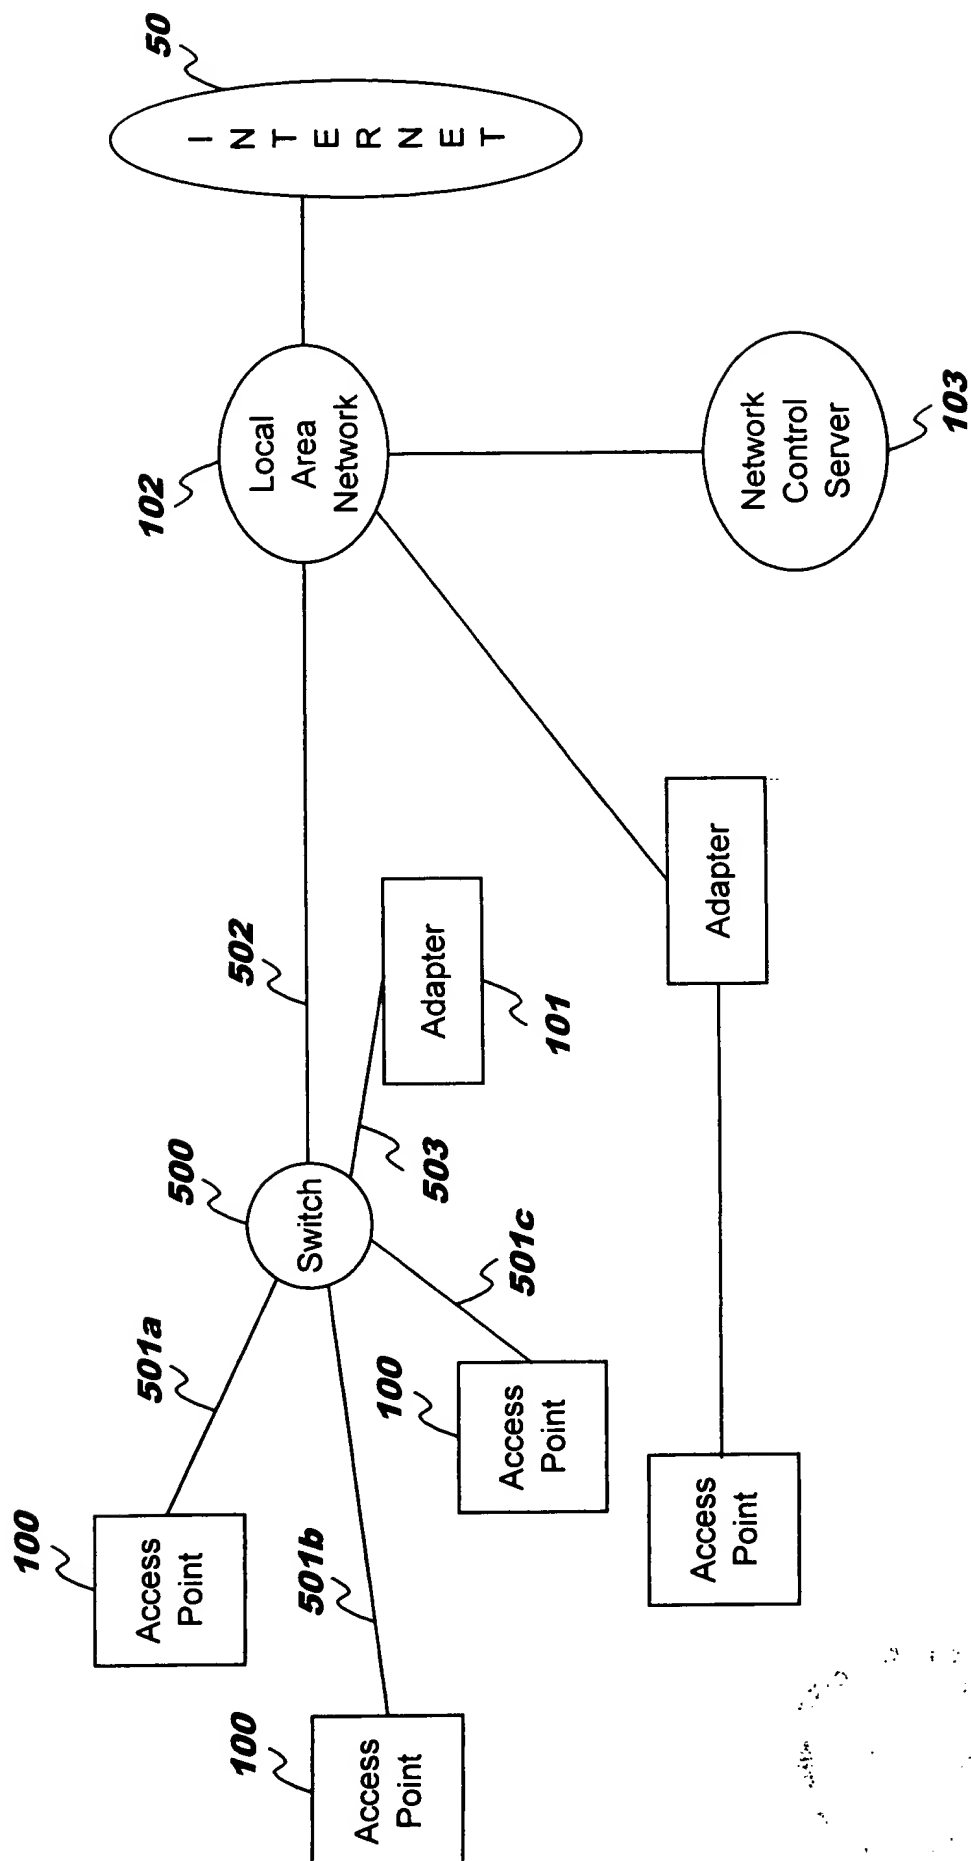 50
I N T E R N E T
102
Local
Area
Network
Network
Control
Server
103
502
Adapter
101
Adapter
500
Switch
503
501a
501c
100
Access
Point
501b
100
Access
Point
100
Access
Point
Access
Point